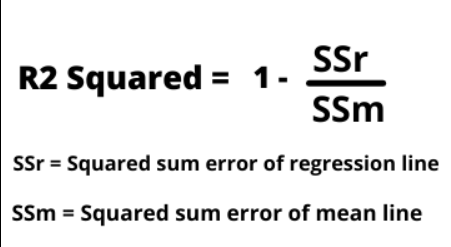 R2 Squared = 1 - SSr
SSm
SSr = Squared sum error of regression line
SSm = Squared sum error of mean line